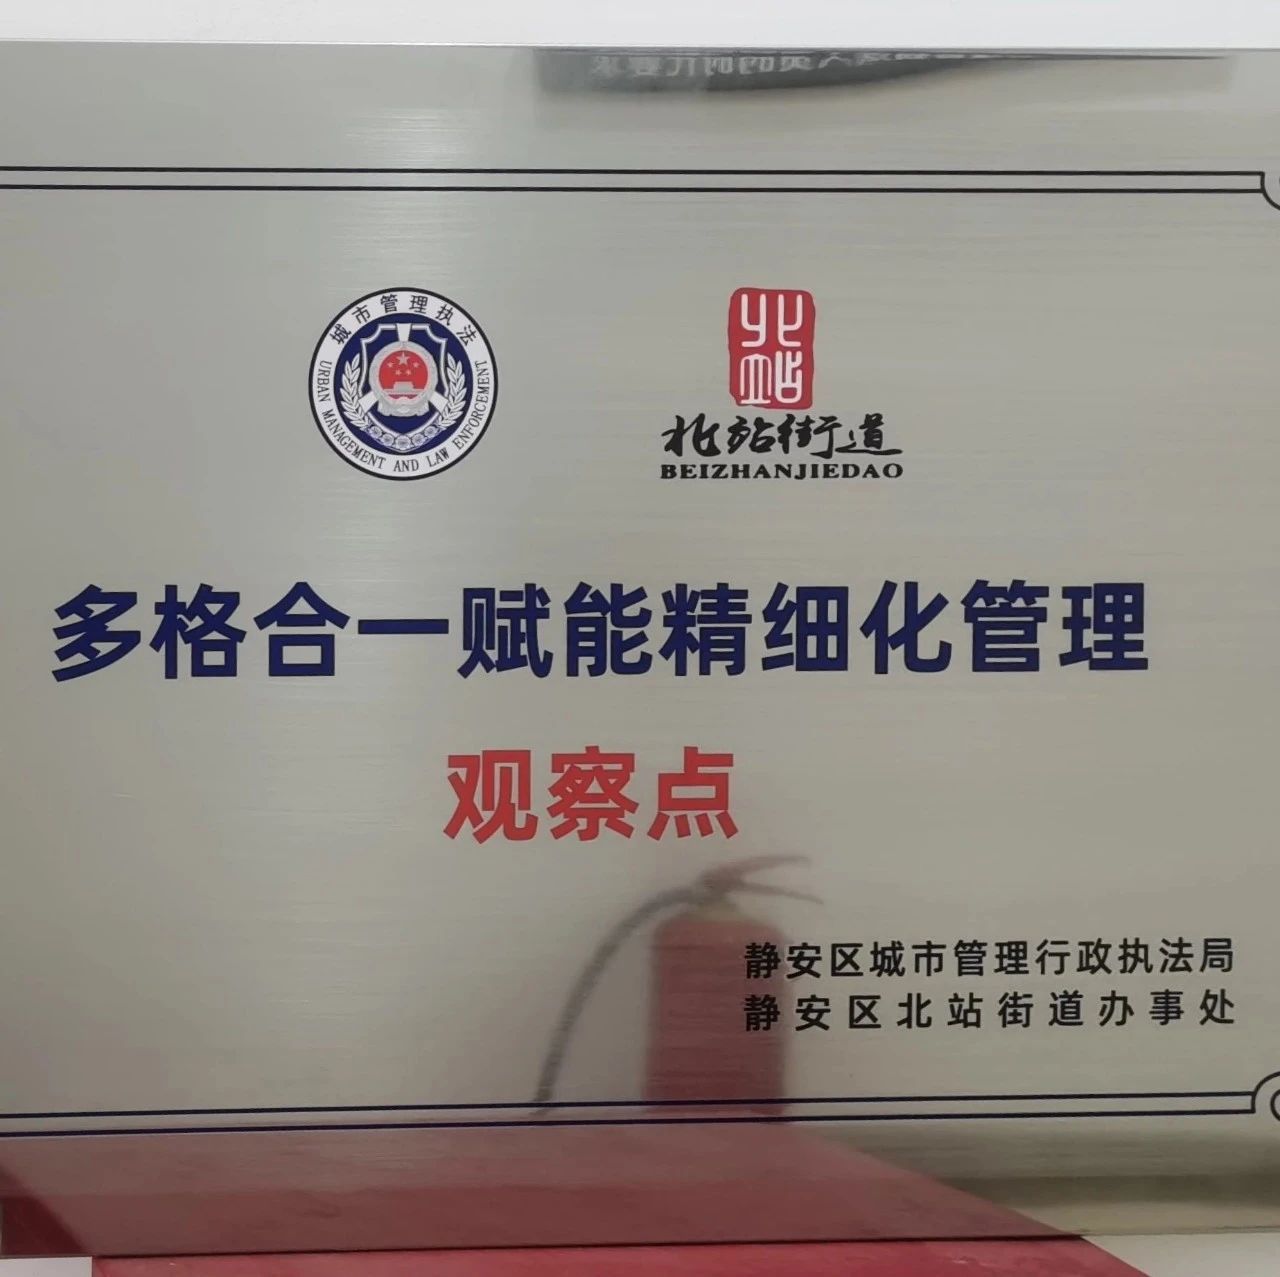 城市管理执法
URBAN MANAGEMENT AND LAW ENFORCEMENT
北站
北站街道
BEIZHANJIEDAO
多格合一赋能精细化管理
观察点
静安区城市管理行政执法局
静安区北站街道办事处